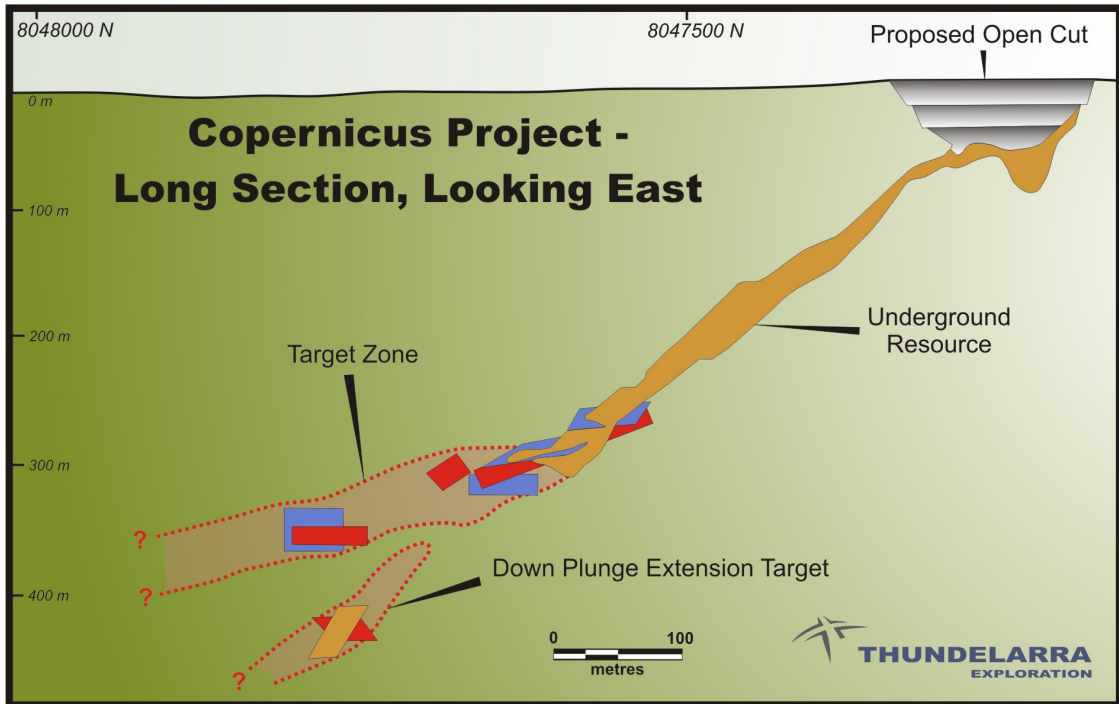 8048000 N
8047500 N
Proposed Open Cut
0 m
Copernicus Project -
Long Section, Looking East
100 m
200 m
Underground
Resource
Target Zone
300 m
?
?
400 m
Down Plunge Extension Target
?
0 100
metres
THUNDELARRA
EXPLORATION